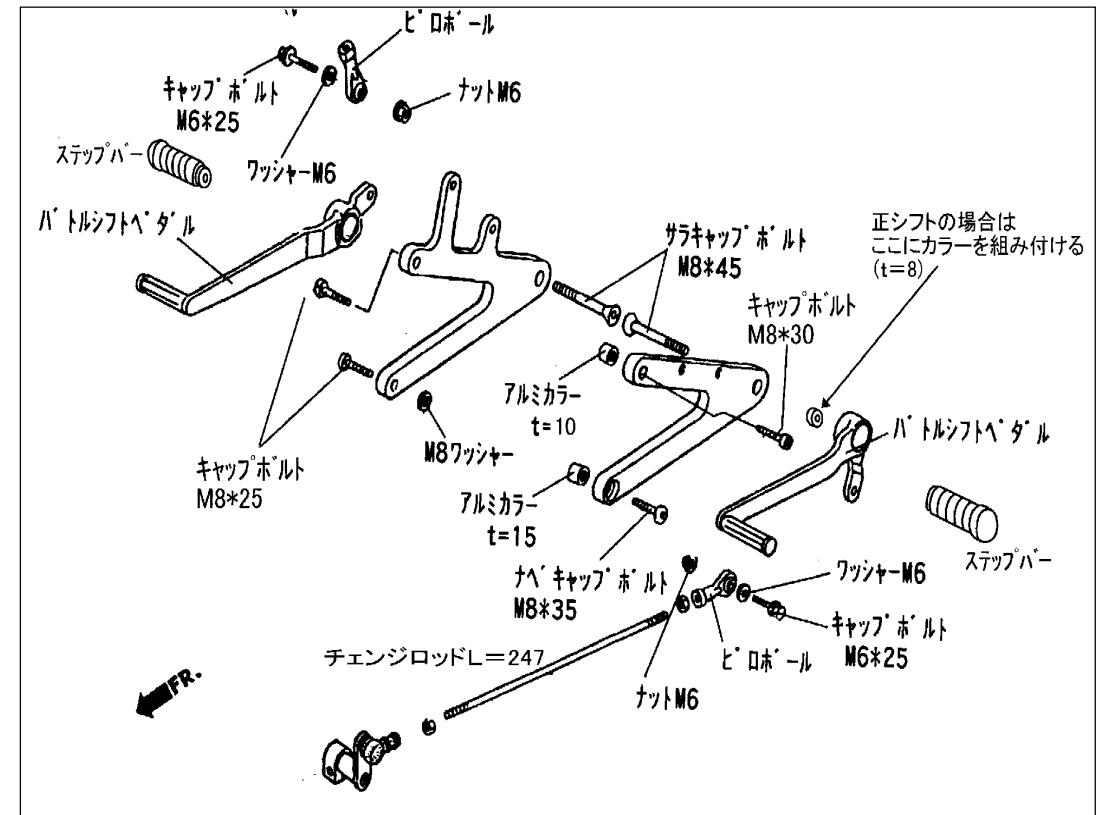 ピロボール
キャップボルト
M6*25
ナットM6
ステップバー
ワッシャーM6
バトルシフトペダル
サラキャップボルト
M8*45
正シフトの場合は
ここにカラーを組み付ける
(t=8)
キャップボルト
M8*30
アルミカラー
t=10
バトルシフトペダル
M8ワッシャー
キャップボルト
M8*25
アルミカラー
t=15
ステップバー
ナベキャップボルト
M8*35
ワッシャーM6
キャップボルト
M6*25
チェンジロッドL=247
ピロボール
ナットM6
FR.